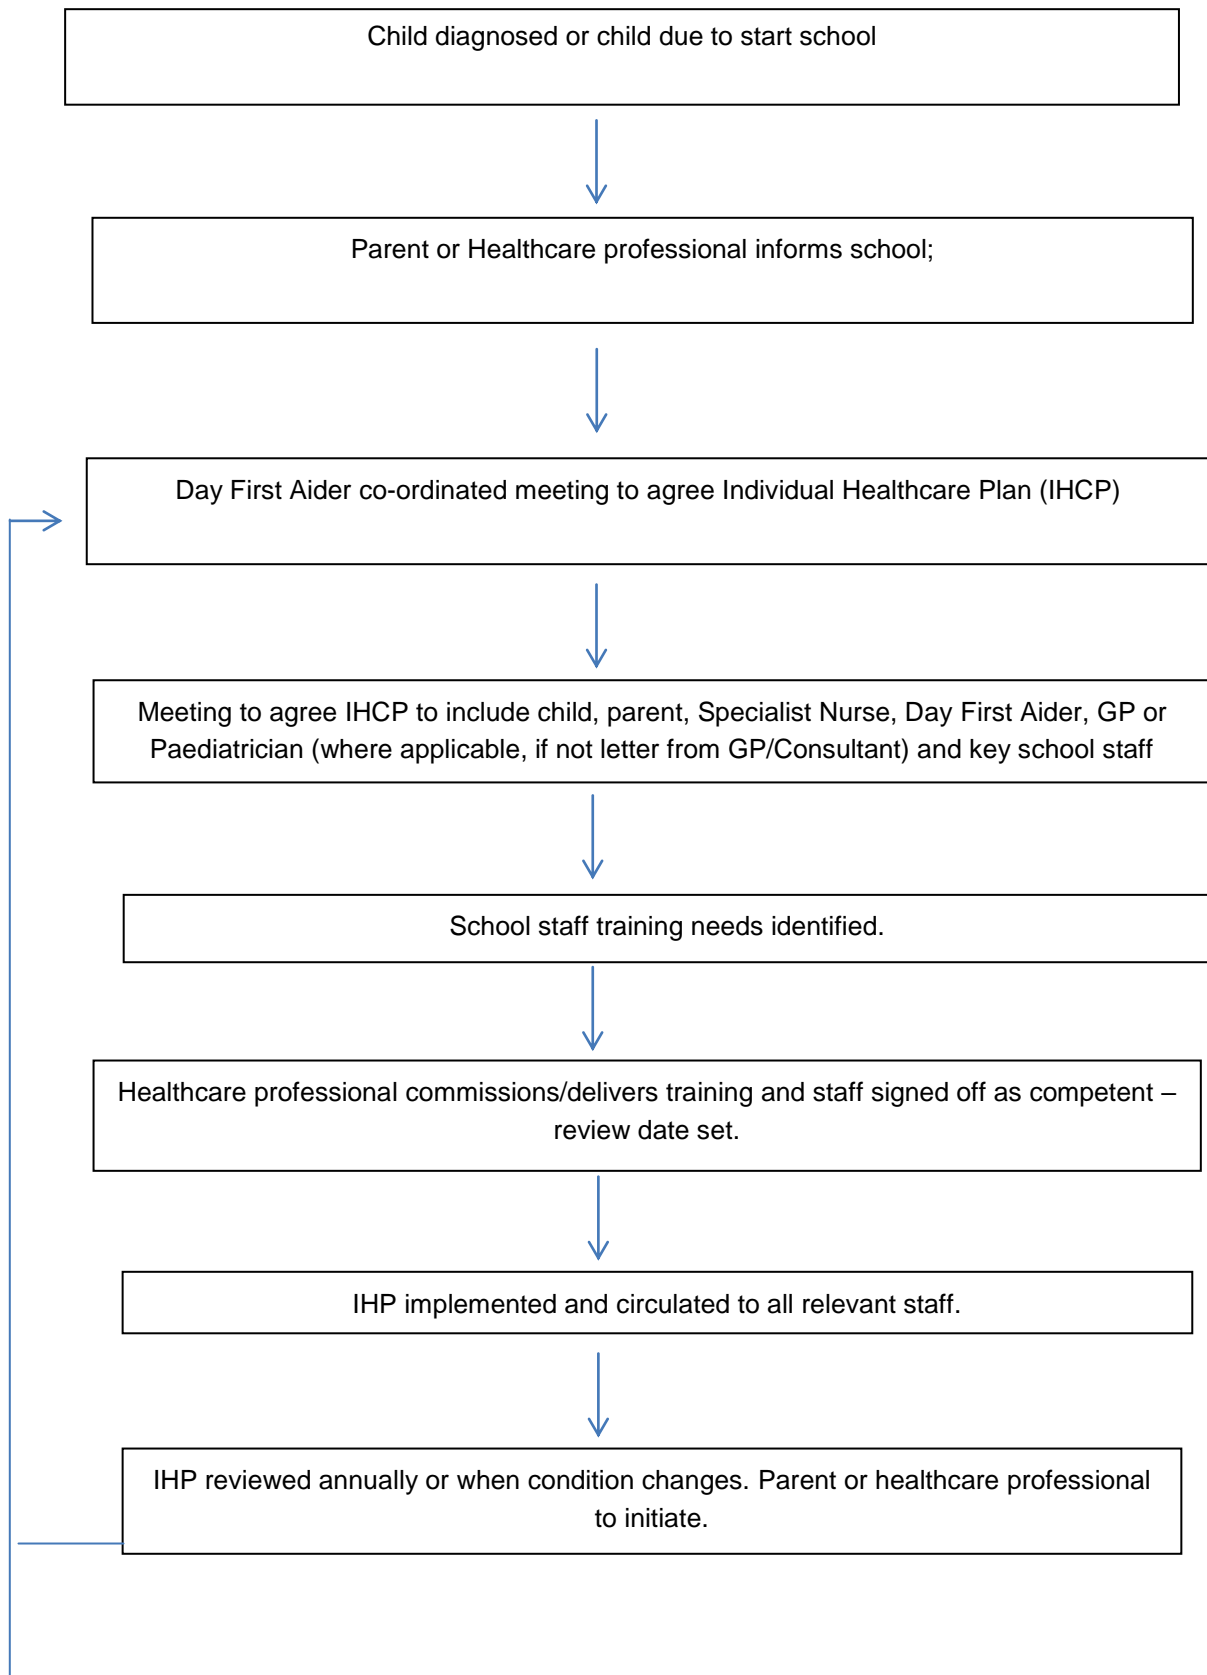 Child diagnosed or child due to start school
Parent or Healthcare professional informs school;
Day First Aider co-ordinated meeting to agree Individual Healthcare Plan (IHCP)
Meeting to agree IHCP to include child, parent, Specialist Nurse, Day First Aider, GP or
Paediatrician (where applicable, if not letter from GP/Consultant) and key school staff
School staff training needs identified.
Healthcare professional commissions/delivers training and staff signed off as competent –
review date set.
IHP implemented and circulated to all relevant staff.
IHP reviewed annually or when condition changes. Parent or healthcare professional
to initiate.